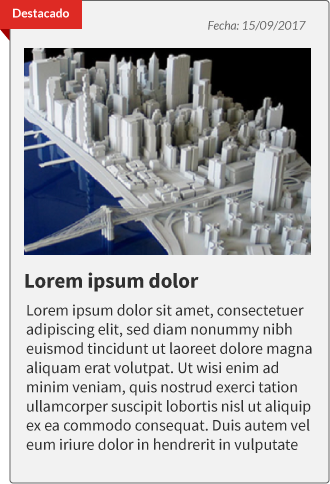 Destacado
Fecha: 15/09/2017
Lorem ipsum dolor
Lorem ipsum dolor sit amet, consectetuer
adipiscing elit, sed diam nonummy nibh
euismod tincidunt ut laoreet dolore magna
aliquam erat volutpat. Ut wisi enim ad
minim veniam, quis nostrud exerci tation
ullamcorper suscipit lobortis nisl ut aliquip
ex ea commodo consequat. Duis autem vel
eum iriure dolor in hendrerit in vulputate